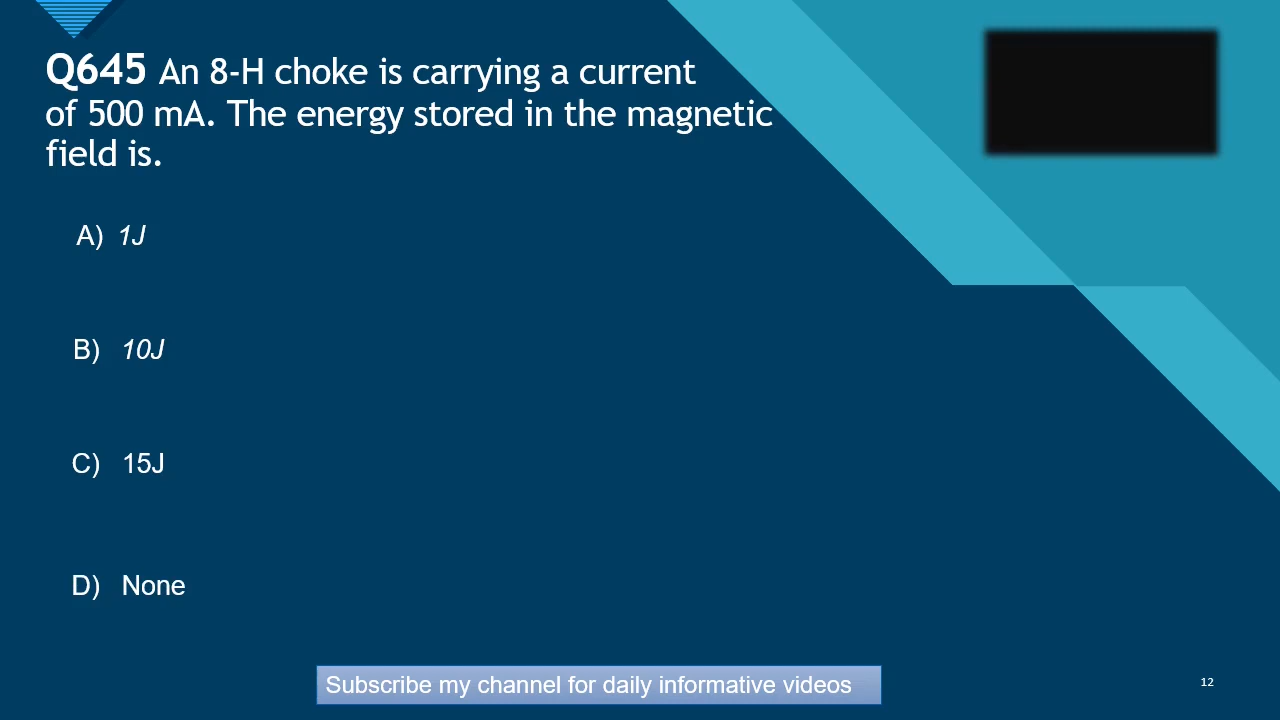 Q645 An 8-H choke is carrying a current
of 500 mA. The energy stored in the magnetic
field is.
A) 1J
B) 10J
C) 15J
D) None
Subscribe my channel for daily informative videos
12